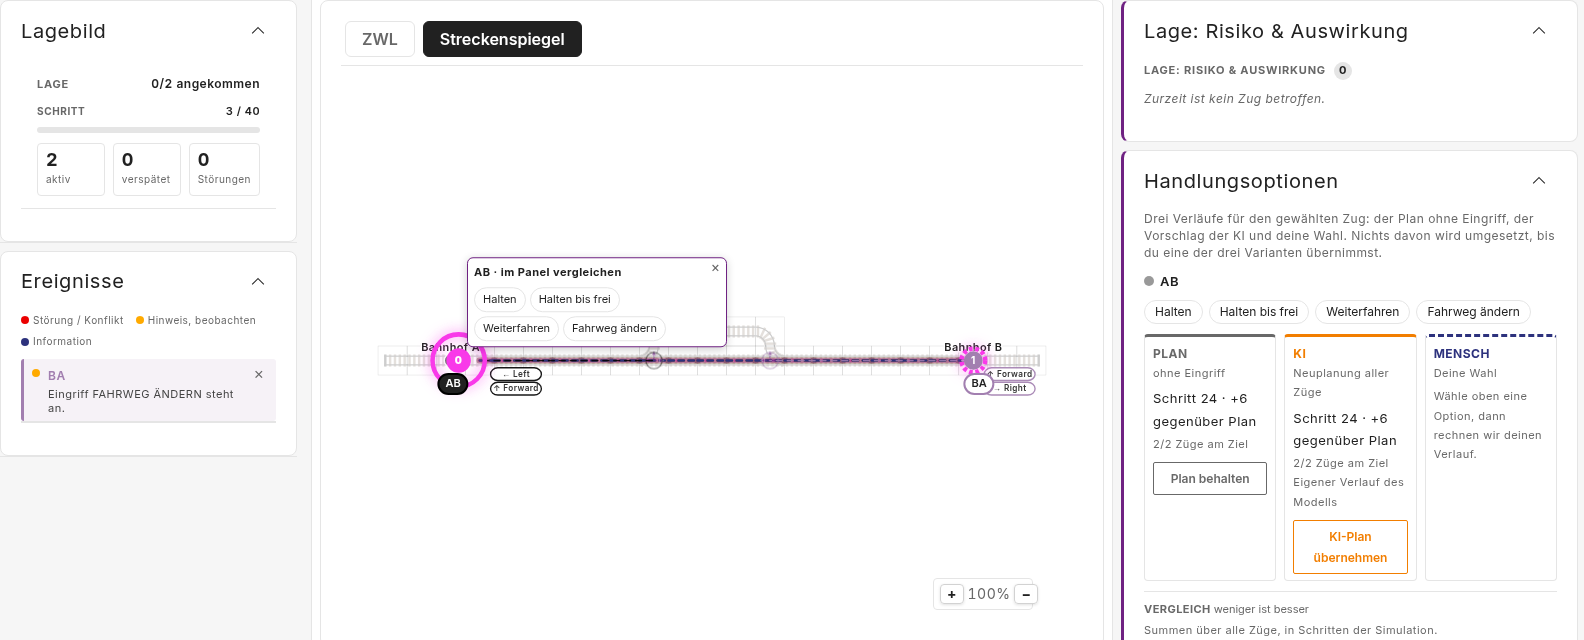 Lagebild
LAGE 0/2 angekommen
SCHRITT 3 / 40
2 0 0
aktiv verspätet Störungen
Ereignisse
Störung / Konflikt Hinweis, beobachten
Information
BA ×
Eingriff FAHRWEG ÄNDERN steht
an.
ZWL Streckenspiegel
AB · im Panel vergleichen ×
Halten Halten bis frei
Weiterfahren Fahrweg ändern
Bahnhof A Bahnhof B
0 1
AB ← Left BA ↑ Forward
↑ Forward → Right
+ 100% −
Lage: Risiko & Auswirkung
LAGE: RISIKO & AUSWIRKUNG 0
Zurzeit ist kein Zug betroffen.
Handlungsoptionen
Drei Verläufe für den gewählten Zug: der Plan ohne Eingriff, der
Vorschlag der KI und deine Wahl. Nichts davon wird umgesetzt, bis
du eine der drei Varianten übernimmst.
AB
Halten Halten bis frei Weiterfahren Fahrweg ändern
PLAN
ohne Eingriff
Schritt 24 · +6
gegenüber Plan
2/2 Züge am Ziel
Plan behalten
KI
Neuplanung aller
Züge
Schritt 24 · +6
gegenüber Plan
2/2 Züge am Ziel
Eigener Verlauf des
Modells
KI-Plan
übernehmen
MENSCH
Deine Wahl
Wähle oben eine
Option, dann
rechnen wir deinen
Verlauf.
VERGLEICH weniger ist besser
Summen über alle Züge, in Schritten der Simulation.